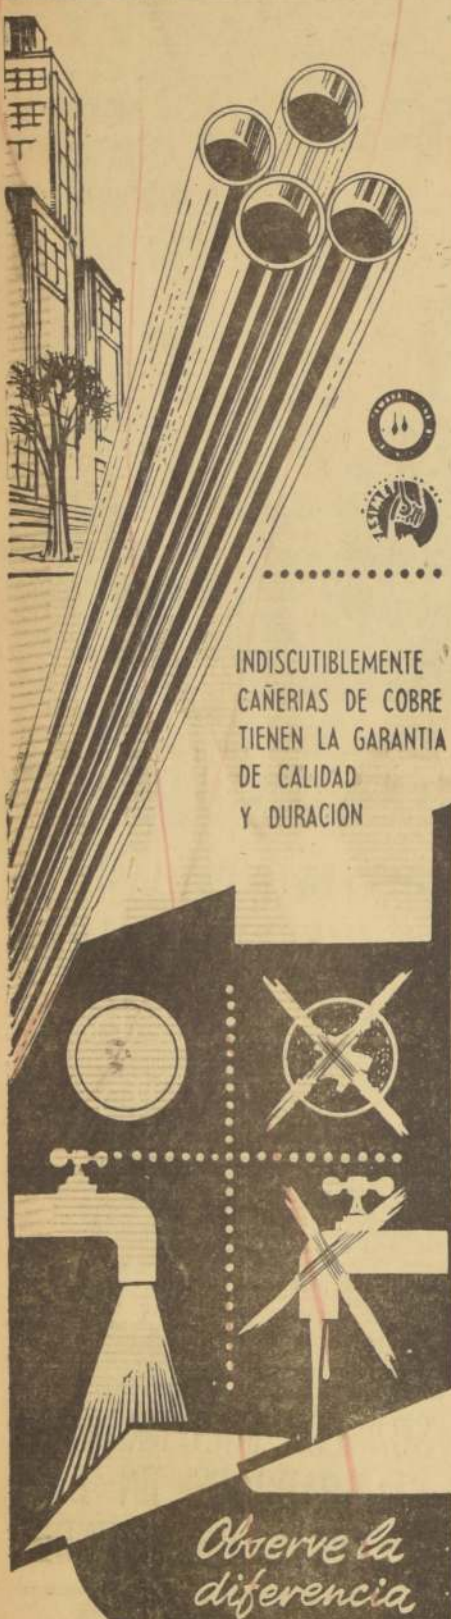 INDISCUTIBLEMENTE
CAÑERIAS DE COBRE
TIENEN LA GARANTIA
DE CALIDAD
Y DURACION
Observe la
diferencia